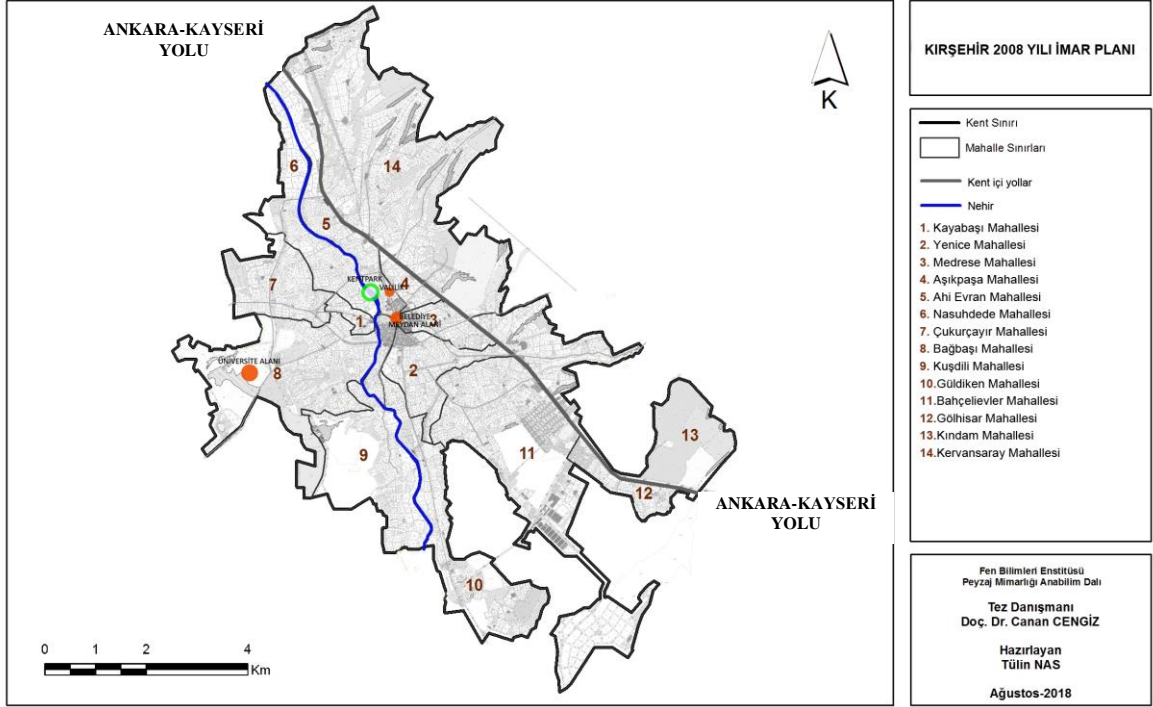 ANKARA-KAYSERİ
YOLU
K
6
14
5
7
KENTPARK
VALİLİK
4
1
BELEDİYE
MEYDAN ALANI
3
ÜNİVERSİTE ALANI
8
2
9
11
13
12
ANKARA-KAYSERİ
YOLU
10
0 1 2 4
Km
KIRŞEHİR 2008 YILI İMAR PLANI
Kent Sınırı
Mahalle Sınırları
Kent içi yollar
Nehir
1. Kayabaşı Mahallesi
2. Yenice Mahallesi
3. Medrese Mahallesi
4. Aşıkpaşa Mahallesi
5. Ahi Evran Mahallesi
6. Nasuhdede Mahallesi
7. Çukurçayır Mahallesi
8. Bağbaşı Mahallesi
9. Kuşdili Mahallesi
10.Güldiken Mahallesi
11.Bahçelievler Mahallesi
12.Gölhisar Mahallesi
13.Kındam Mahallesi
14.Kervansaray Mahallesi
Fen Bilimleri Enstitüsü
Peyzaj Mimarlığı Anabilim Dalı
Tez Danışmanı
Doç. Dr. Canan CENGİZ
Hazırlayan
Tülin NAS
Ağustos-2018